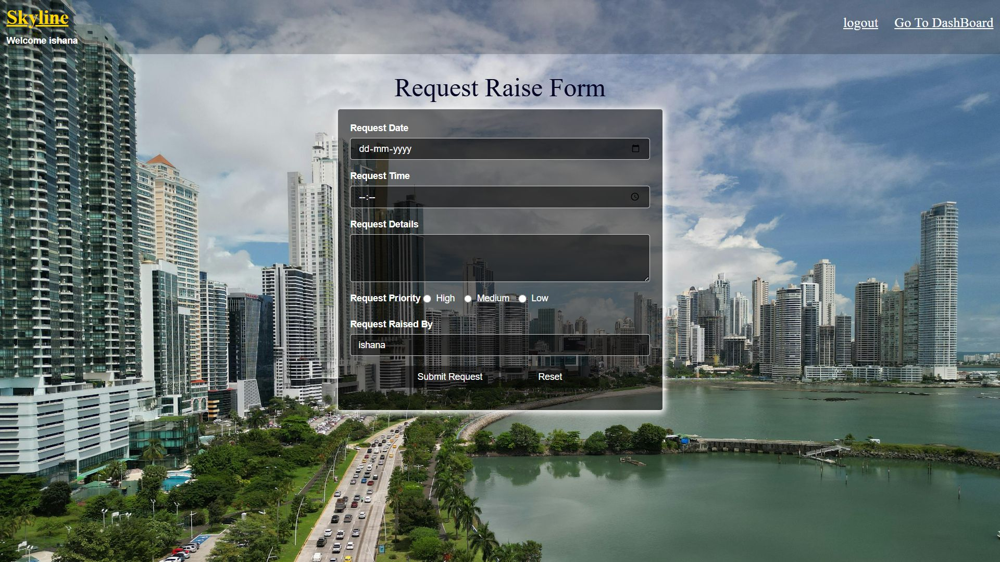 Skyline
Welcome ishana
logout Go To DashBoard
Request Raise Form
Request Date
dd-mm-yyyy
Request Time
--:--
Request Details
Request Priority High Medium Low
Request Raised By
ishana
Submit Request Reset